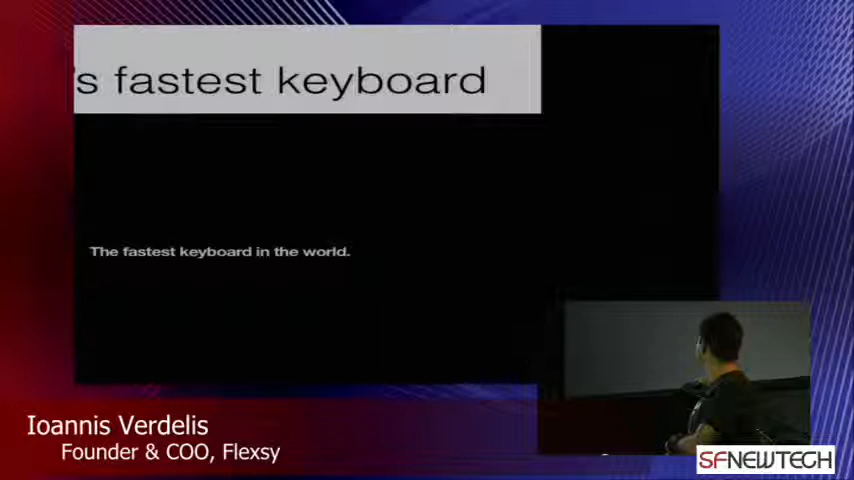 's fastest keyboard
The fastest keyboard in the world.
Ioannis Verdelis
Founder & COO, Flexsy
SFNEWTECH